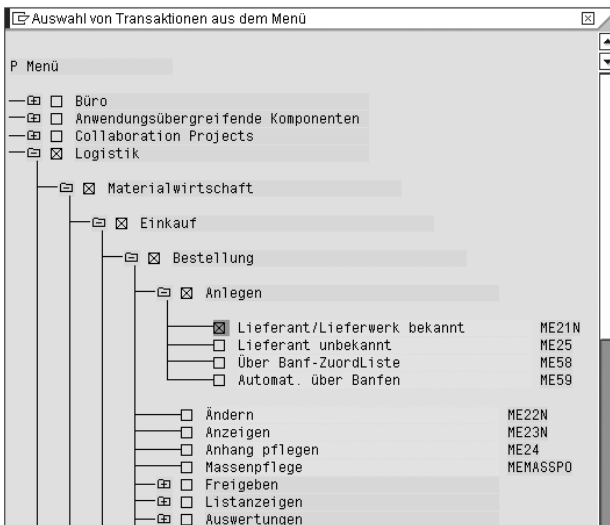 Auswahl von Transaktionen aus dem Menü
P Menü
Büro
Anwendungsübergreifende Komponenten
Collaboration Projects
Logistik
Materialwirtschaft
Einkauf
Bestellung
Anlegen
Lieferant/Lieferwerk bekannt ME21N
Lieferant unbekannt ME25
Über Banf-ZuordListe ME58
Automat. über Banfen ME59
Ändern ME22N
Anzeigen ME23N
Anhang pflegen ME24
Massenpflege MEMASSPO
Freigeben
Listanzeigen
Auswertungen